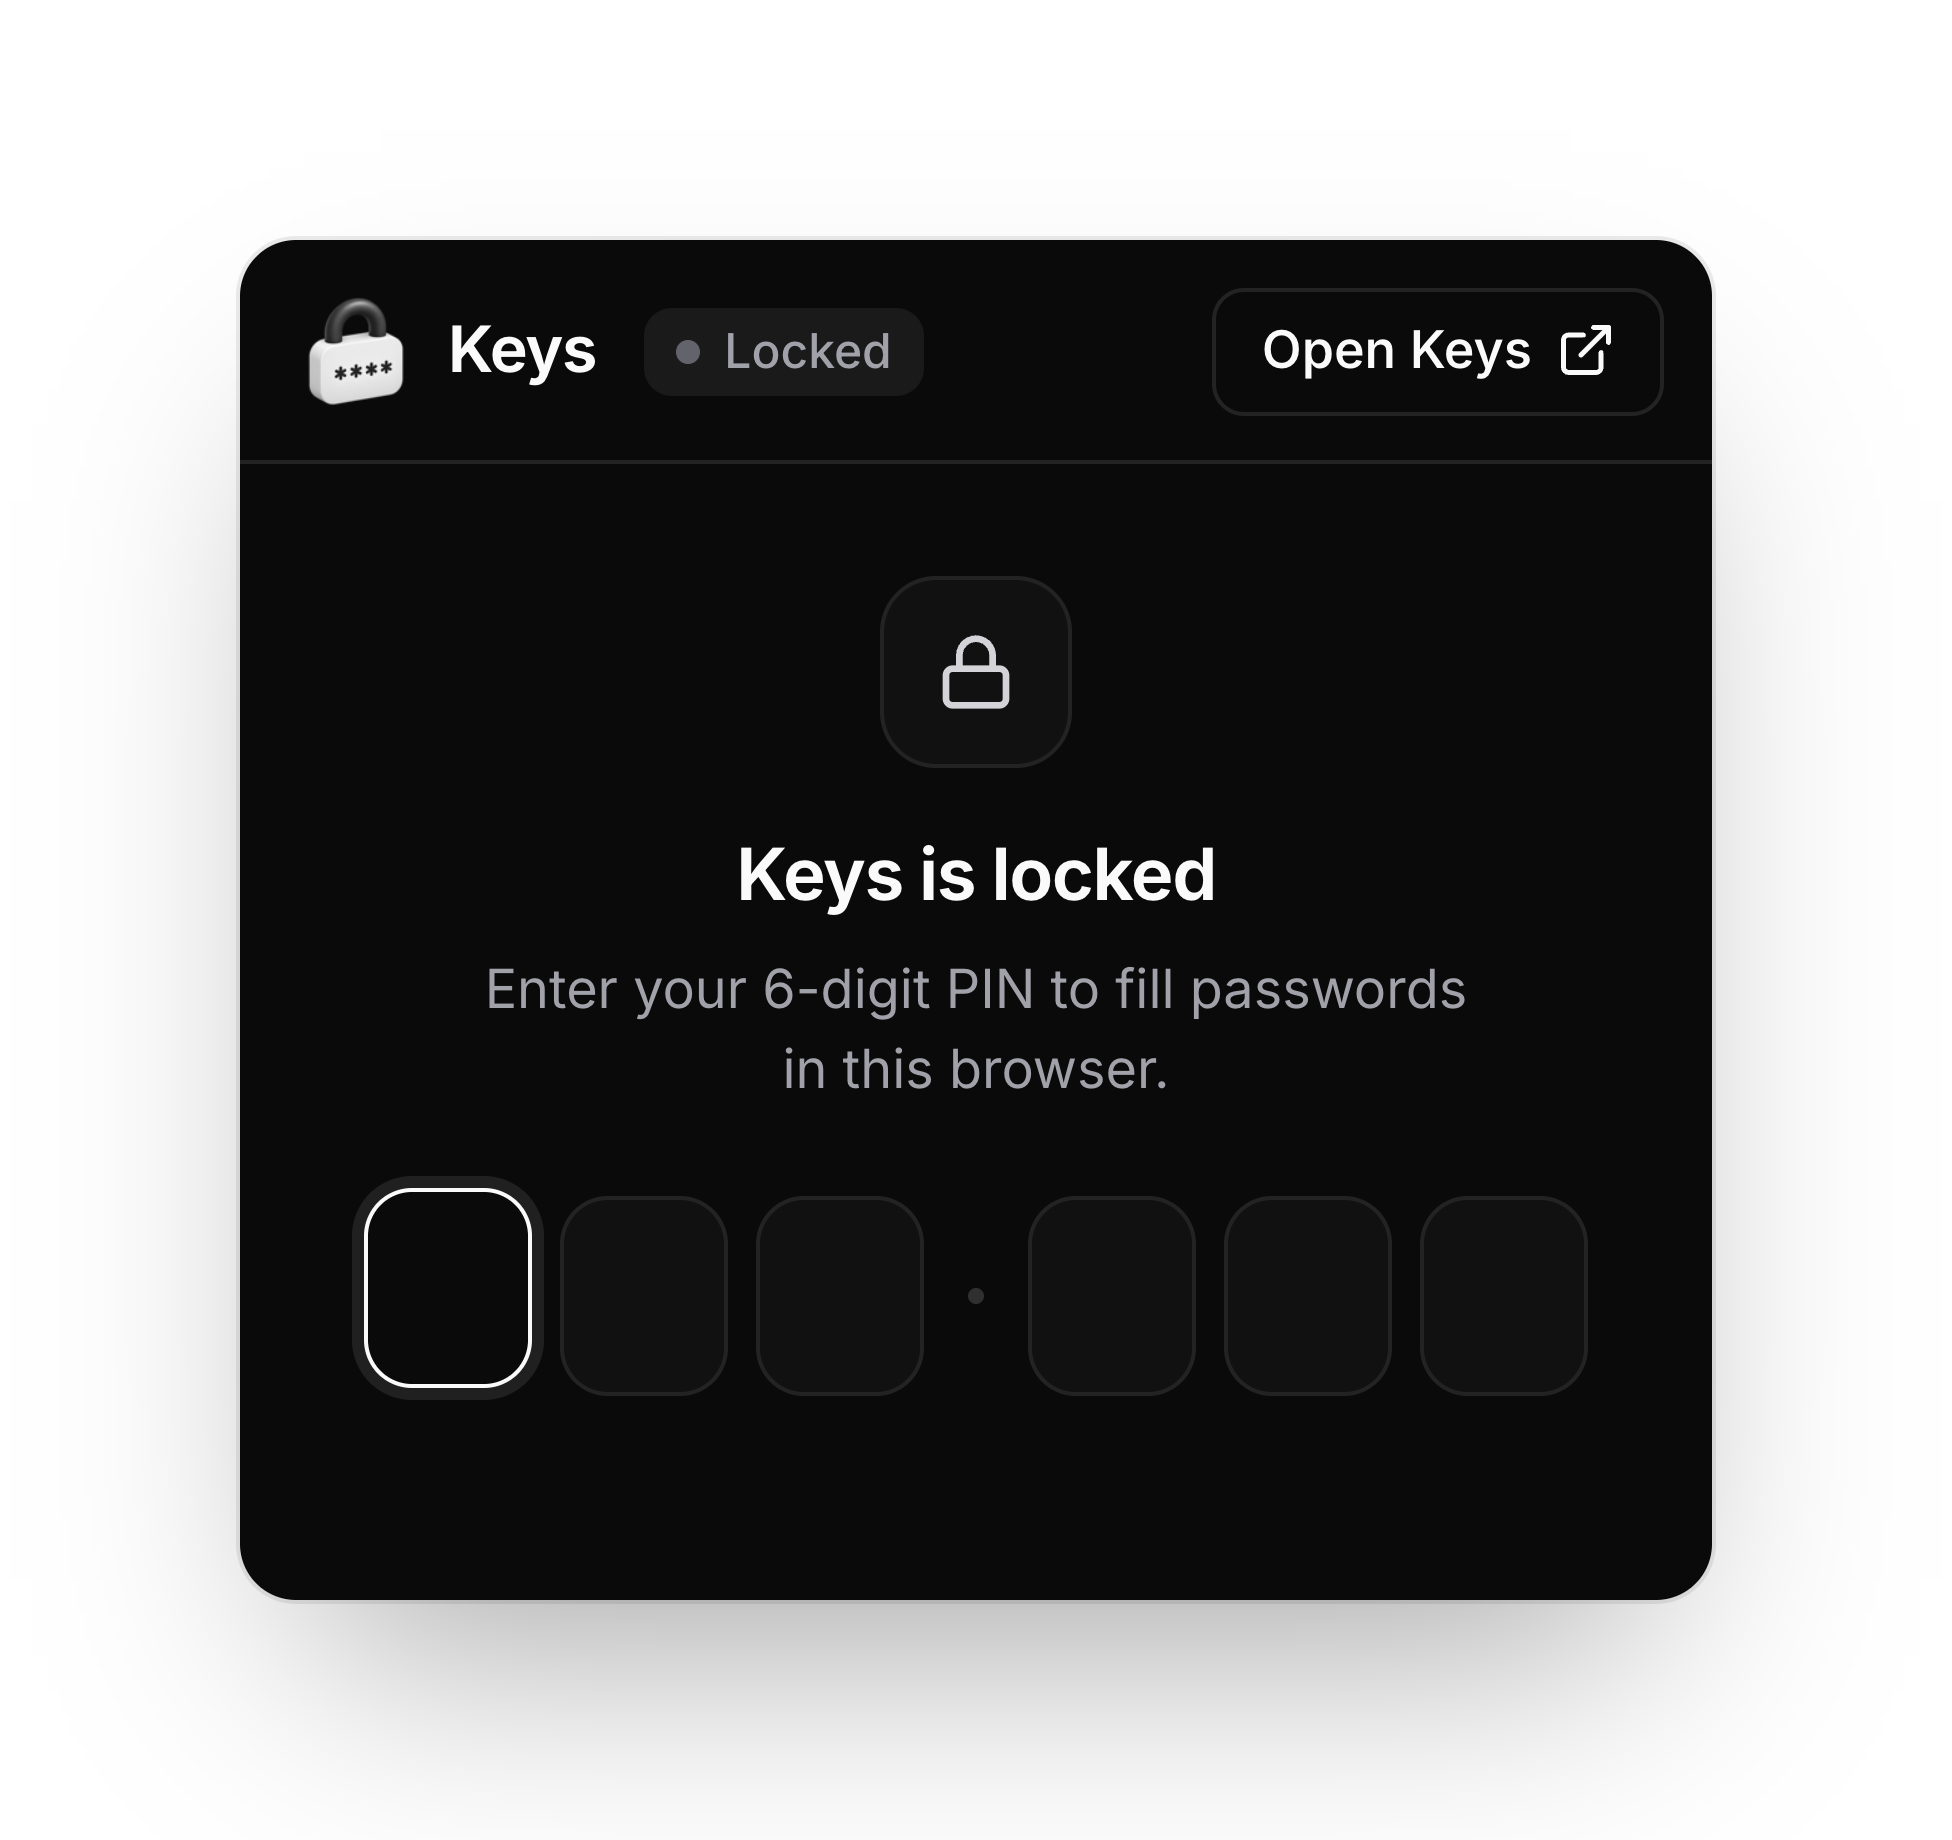 ****
Keys
Locked
Open Keys
Keys is locked
Enter your 6-digit PIN to fill passwords
in this browser.